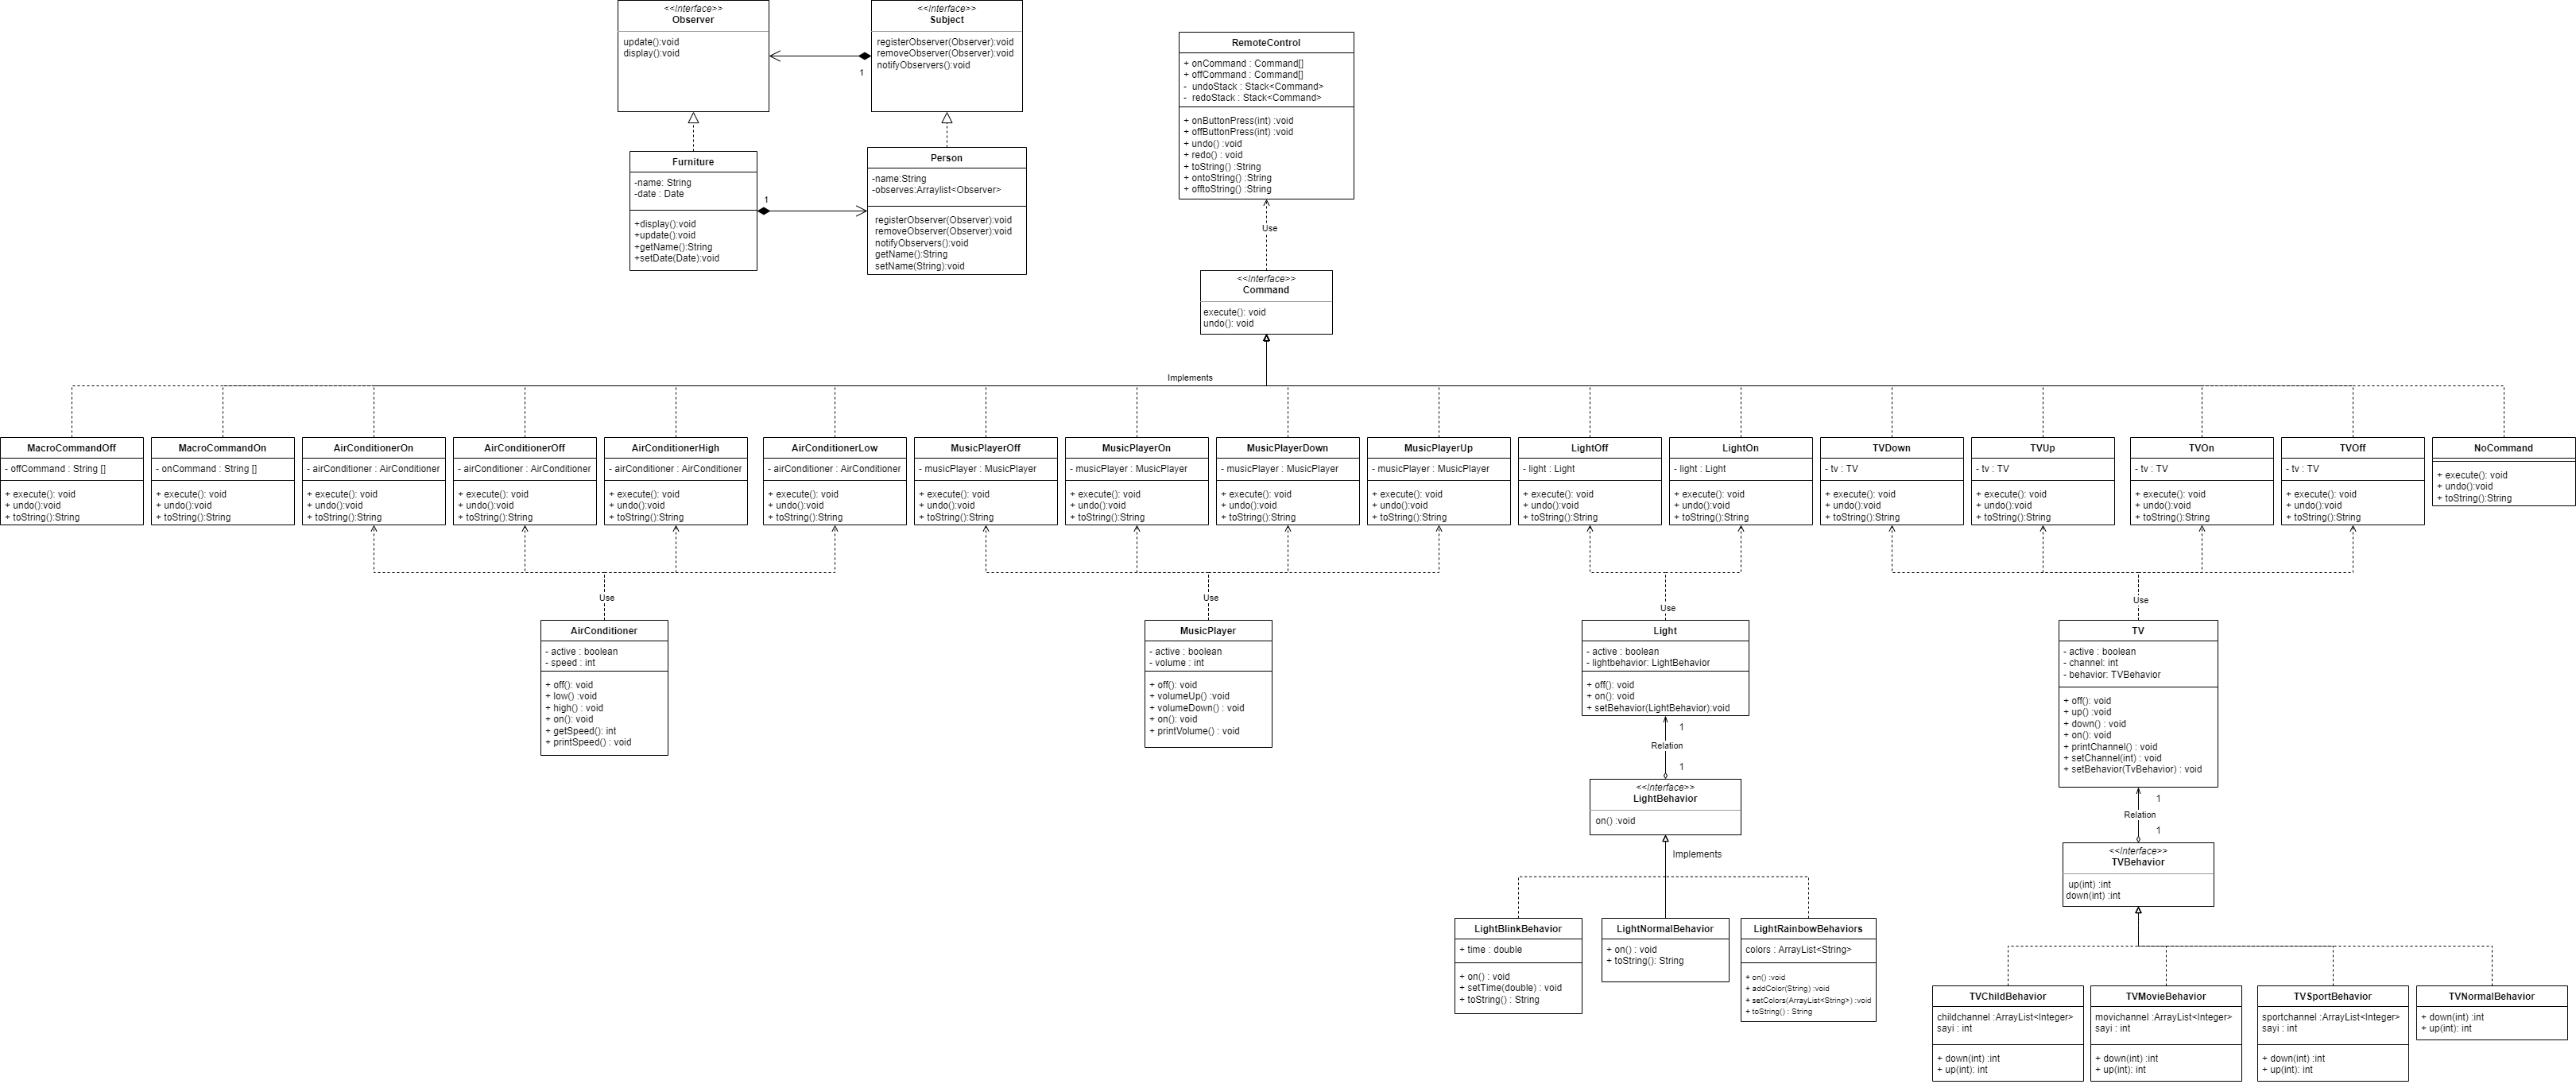 <<Interface>>
Observer
update():void
display():void
<<Interface>>
Subject
registerObserver(Observer):void
removeObserver(Observer):void
notifyObservers():void
1
Furniture
-name: String
-date : Date
+display():void
+update():void
+getName():String
+setDate(Date):void
1
Person
-name:String
-observes:Arraylist<Observer>
registerObserver(Observer):void
removeObserver(Observer):void
notifyObservers():void
getName():String
setName(String):void
RemoteControl
+ onCommand : Command[]
+ offCommand : Command[]
- undoStack : Stack<Command>
- redoStack : Stack<Command>
+ onButtonPress(int) :void
+ offButtonPress(int) :void
+ undo() :void
+ redo() : void
+ toString() :String
+ ontoString() :String
+ offtoString() :String
Use
<<Interface>>
Command
execute(): void
undo(): void
Implements
MacroCommandOff
- offCommand : String []
+ execute(): void
+ undo():void
+ toString():String
MacroCommandOn
- onCommand : String []
+ execute(): void
+ undo():void
+ toString():String
AirConditionerOn
- airConditioner : AirConditioner
+ execute(): void
+ undo():void
+ toString():String
AirConditionerOff
- airConditioner : AirConditioner
+ execute(): void
+ undo():void
+ toString():String
AirConditionerHigh
- airConditioner : AirConditioner
+ execute(): void
+ undo():void
+ toString():String
AirConditionerLow
- airConditioner : AirConditioner
+ execute(): void
+ undo():void
+ toString():String
MusicPlayerOff
- musicPlayer : MusicPlayer
+ execute(): void
+ undo():void
+ toString():String
MusicPlayerOn
- musicPlayer : MusicPlayer
+ execute(): void
+ undo():void
+ toString():String
MusicPlayerDown
- musicPlayer : MusicPlayer
+ execute(): void
+ undo():void
+ toString():String
MusicPlayerUp
- musicPlayer : MusicPlayer
+ execute(): void
+ undo():void
+ toString():String
LightOff
- light : Light
+ execute(): void
+ undo():void
+ toString():String
LightOn
- light : Light
+ execute(): void
+ undo():void
+ toString():String
TVDown
- tv : TV
+ execute(): void
+ undo():void
+ toString():String
TVUp
- tv : TV
+ execute(): void
+ undo():void
+ toString():String
TVOn
- tv : TV
+ execute(): void
+ undo():void
+ toString():String
TVOff
- tv : TV
+ execute(): void
+ undo():void
+ toString():String
NoCommand
+ execute(): void
+ undo():void
+ toString():String
Use
Use
Use
Use
AirConditioner
- active : boolean
- speed : int
+ off(): void
+ low() :void
+ high() : void
+ on(): void
+ getSpeed(): int
+ printSpeed() : void
MusicPlayer
- active : boolean
- volume : int
+ off(): void
+ volumeUp() :void
+ volumeDown() : void
+ on(): void
+ printVolume() : void
Light
- active : boolean
- lightbehavior: LightBehavior
+ off(): void
+ on(): void
+ setBehavior(LightBehavior):void
1
Relation
1
<<Interface>>
LightBehavior
on() :void
Implements
LightBlinkBehavior
+ time : double
+ on() : void
+ setTime(double) : void
+ toString() : String
LightNormalBehavior
+ on() : void
+ toString(): String
LightRainbowBehaviors
colors : ArrayList<String>
+ on() :void
+ addColor(String) :void
+ setColors(ArrayList<String>) :void
+ toString() : String
TV
- active : boolean
- channel: int
- behavior: TVBehavior
+ off(): void
+ up() :void
+ down() : void
+ on(): void
+ printChannel() : void
+ setChannel(int) : void
+ setBehavior(TvBehavior) : void
1
Relation
1
<<Interface>>
TVBehavior
up(int) :int
down(int) :int
TVChildBehavior
childchannel :ArrayList<Integer>
sayi : int
+ down(int) :int
+ up(int): int
TVMovieBehavior
movichannel :ArrayList<Integer>
sayi : int
+ down(int) :int
+ up(int): int
TVSportBehavior
sportchannel :ArrayList<Integer>
sayi : int
+ down(int) :int
+ up(int): int
TVNormalBehavior
+ down(int) :int
+ up(int): int